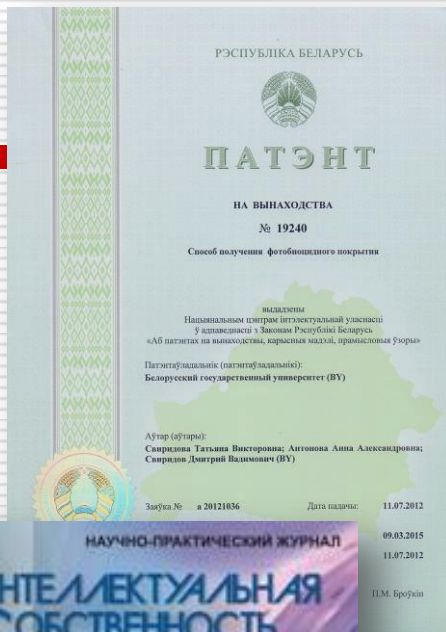 РЭСПУБЛІКА БЕЛАРУСЬ
ПАТЭНТ
НА ВЫНАХОДСТВА
№ 19240
Способ получения фотобиоцидного покрытия
выдадзены
Нацыянальным цэнтрам інтэлектуальнай уласнасці
ў адпаведнасці з Законам Рэспублікі Беларусь
«Аб патэнтах на вынаходствы, карысныя мадэлі, прамысловыя ўзоры»
Патэнтаўладальнік (патэнтаўладальнікі):
Белорусский государственный университет (BY)
Аўтар (аўтары):
Свиридова Татьяна Викторовна; Антонова Анна Александровна;
Свиридов Дмитрий Вадимович (BY)
Заяўка № а 20121036 Дата падачы: 11.07.2012
09.03.2015
11.07.2012
П.М. Броўкін
НАУЧНО-ПРАКТИЧЕСКИЙ ЖУРНАЛ
НТЕЛЛЕКТУАЛЬНАЯ
СОБСТВЕННОСТЬ